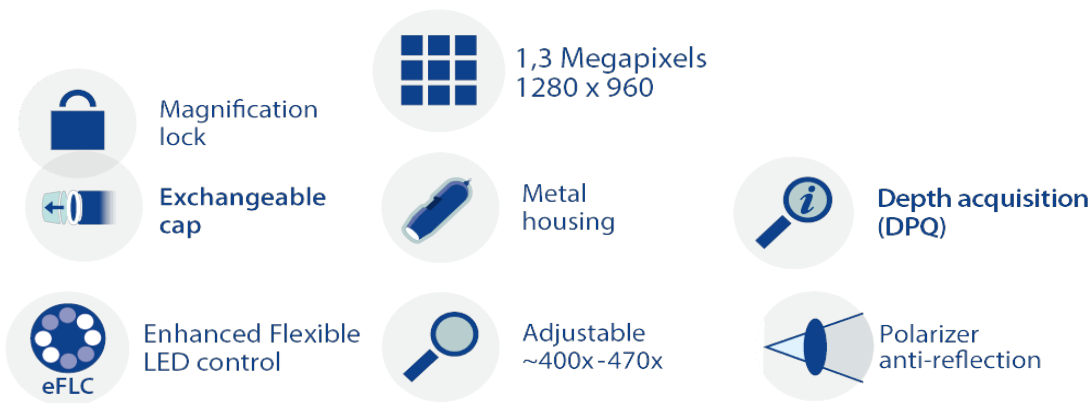 1,3 Megapixels
1280 x 960
Magnification
lock
Exchangeable
cap
Metal
housing
i
Depth acquisition
(DPQ)
eFLC
Enhanced Flexible
LED control
Adjustable
~400x-470x
Polarizer
anti-reflection